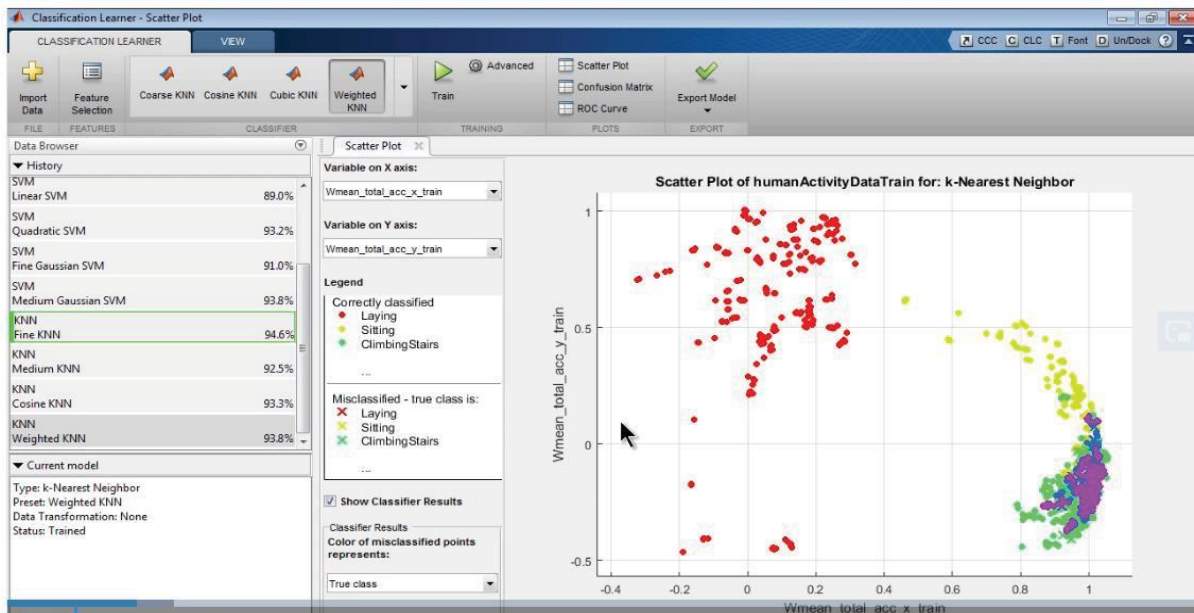 Classification Learner - Scatter Plot
CLASSIFICATION LEARNER VIEW
CCC CLC Font Un/Dock
Import Data
Feature Selection
Coarse KNN Cosine KNN Cubic KNN Weighted KNN
Train
Advanced
Scatter Plot
Confusion Matrix
ROC Curve
Export Model
FILE FEATURES CLASSIFIER TRAINING PLOTS EXPORT
Data Browser
History
SVM
Linear SVM 89.0%
SVM
Quadratic SVM 93.2%
SVM
Fine Gaussian SVM 91.0%
SVM
Medium Gaussian SVM 93.8%
KNN
Fine KNN 94.6%
KNN
Medium KNN 92.5%
KNN
Cosine KNN 93.3%
KNN
Weighted KNN 93.8%
Current model
Type: k-Nearest Neighbor
Preset: Weighted KNN
Data Transformation: None
Status: Trained
Scatter Plot
Variable on X axis:
Wmean_total_acc_x_train
Variable on Y axis:
Wmean_total_acc_y_train
Legend
Correctly classified
Laying
Sitting
ClimbingStairs
...
Misclassified - true class is:
Laying
Sitting
ClimbingStairs
...
Show Classifier Results
Classifier Results
Color of misclassified points
represents:
True class
Scatter Plot of humanActivityDataTrain for: k-Nearest Neighbor
1
0.5
0
-0.5
Wmean_total_acc_y_train
-0.4 -0.2 0 0.2 0.4 0.6 0.8 1
Wmean_total_acc_x_train